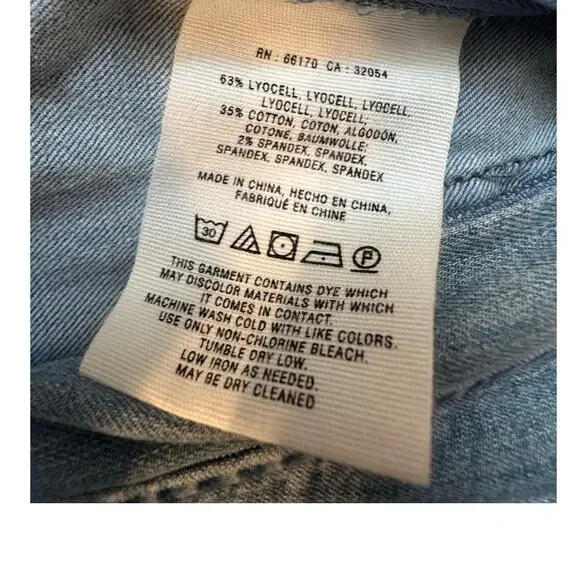 RN : 66170 CA : 32054
63% LYOCELL, LYOCELL, LYOCELL,
LYOCELL, LYOCELL;
35% COTTON, COTON, ALGODÓN,
COTONE, BAUMWOLLE;
2% SPANDEX, SPANDEX,
SPANDEX, SPANDEX, SPANDEX
MADE IN CHINA, HECHO EN CHINA,
FABRIQUÉ EN CHINE
30 P
THIS GARMENT CONTAINS DYE WHICH
MAY DISCOLOR MATERIALS WITH WHICH
IT COMES IN CONTACT.
MACHINE WASH COLD WITH LIKE COLORS.
USE ONLY NON-CHLORINE BLEACH.
TUMBLE DRY LOW.
LOW IRON AS NEEDED.
MAY BE DRY CLEANED